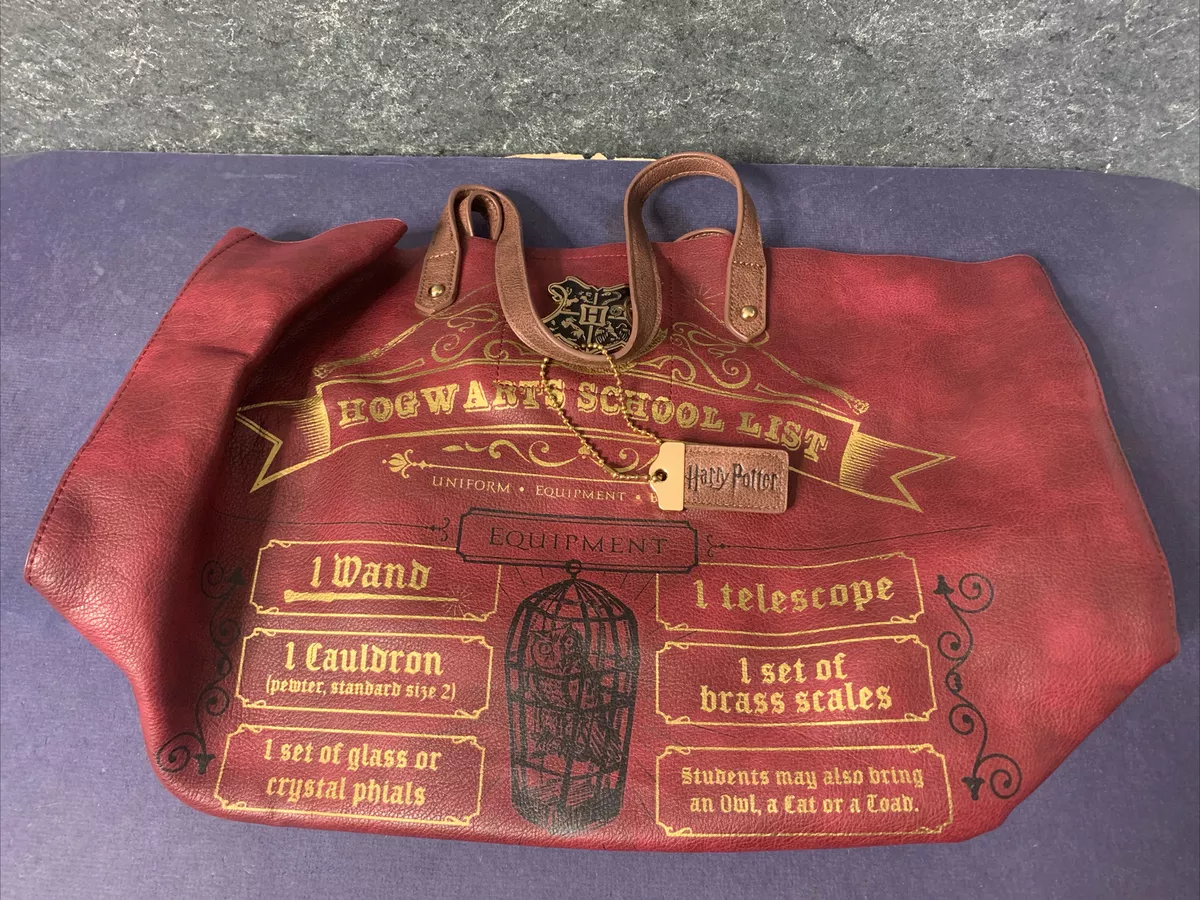 H
HOGWARTS SCHOOL LIST
UNIFORM • EQUIPMENT •
Harry Potter
EQUIPMENT
1 Wand
1 Cauldron
(pewter, standard size 2)
1 set of glass or
crystal phials
1 telescope
1 set of
brass scales
Students may also bring
an Owl, a Cat or a Toad.